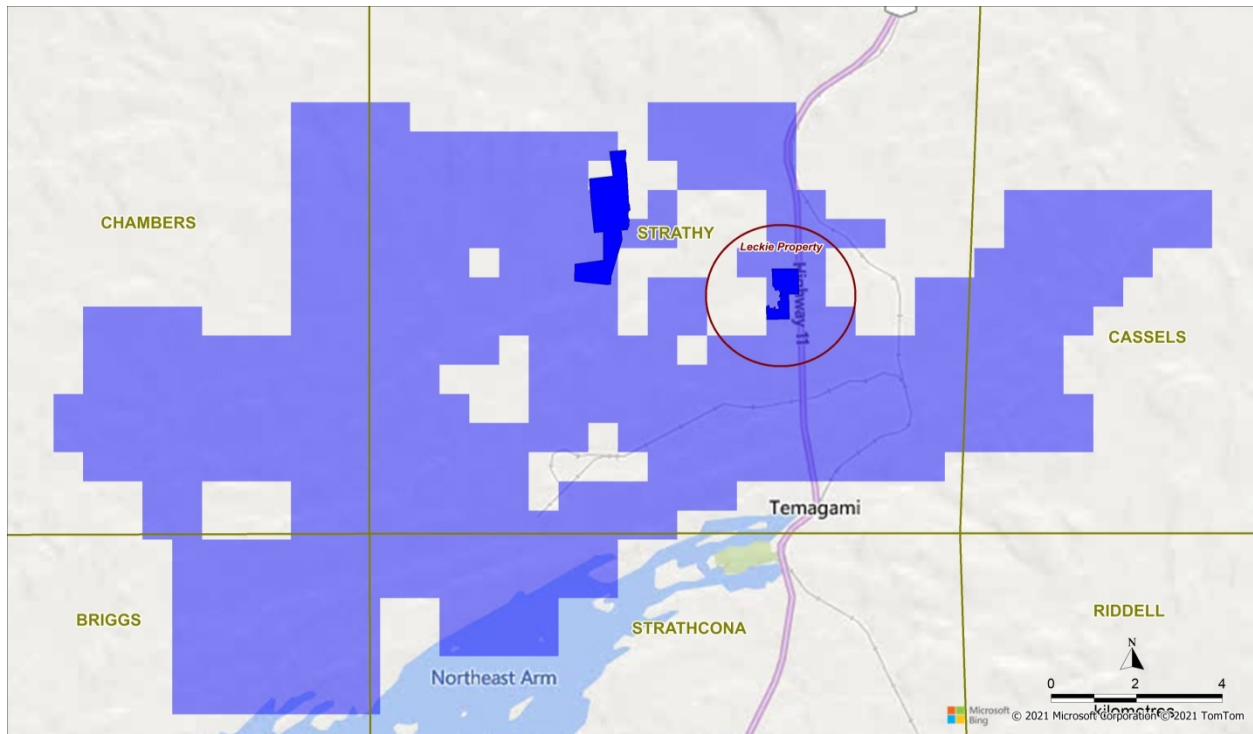 CHAMBERS
STRATHY
Leckie Property
Highway 11
CASSELS
Temagami
BRIGGS
STRATHCONA
RIDDELL
Northeast Arm
N
0 2 4
kilometres
Microsoft
Bing
© 2021 Microsoft Corporation © 2021 TomTom